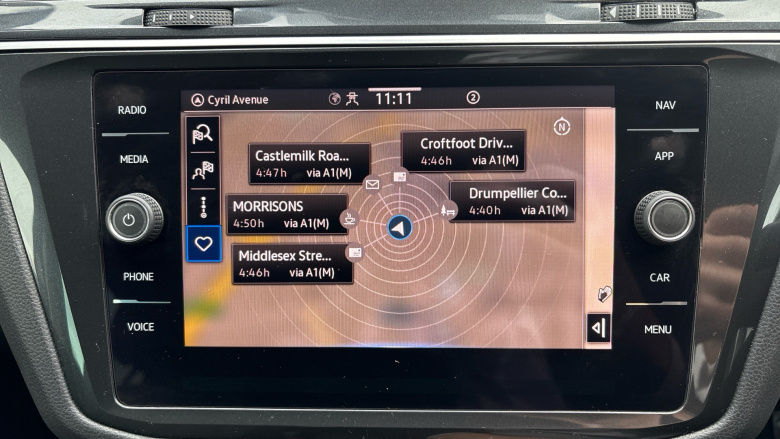 RADIO
MEDIA
PHONE
VOICE
Cyril Avenue
11:11
2
N
Castlemilk Roa...
4:47h via A1(M)
Croftfoot Driv...
4:46h via A1(M)
MORRISONS
4:50h via A1(M)
Drumpellier Co...
4:40h via A1(M)
Middlesex Stre...
4:46h via A1(M)
NAV
APP
CAR
MENU